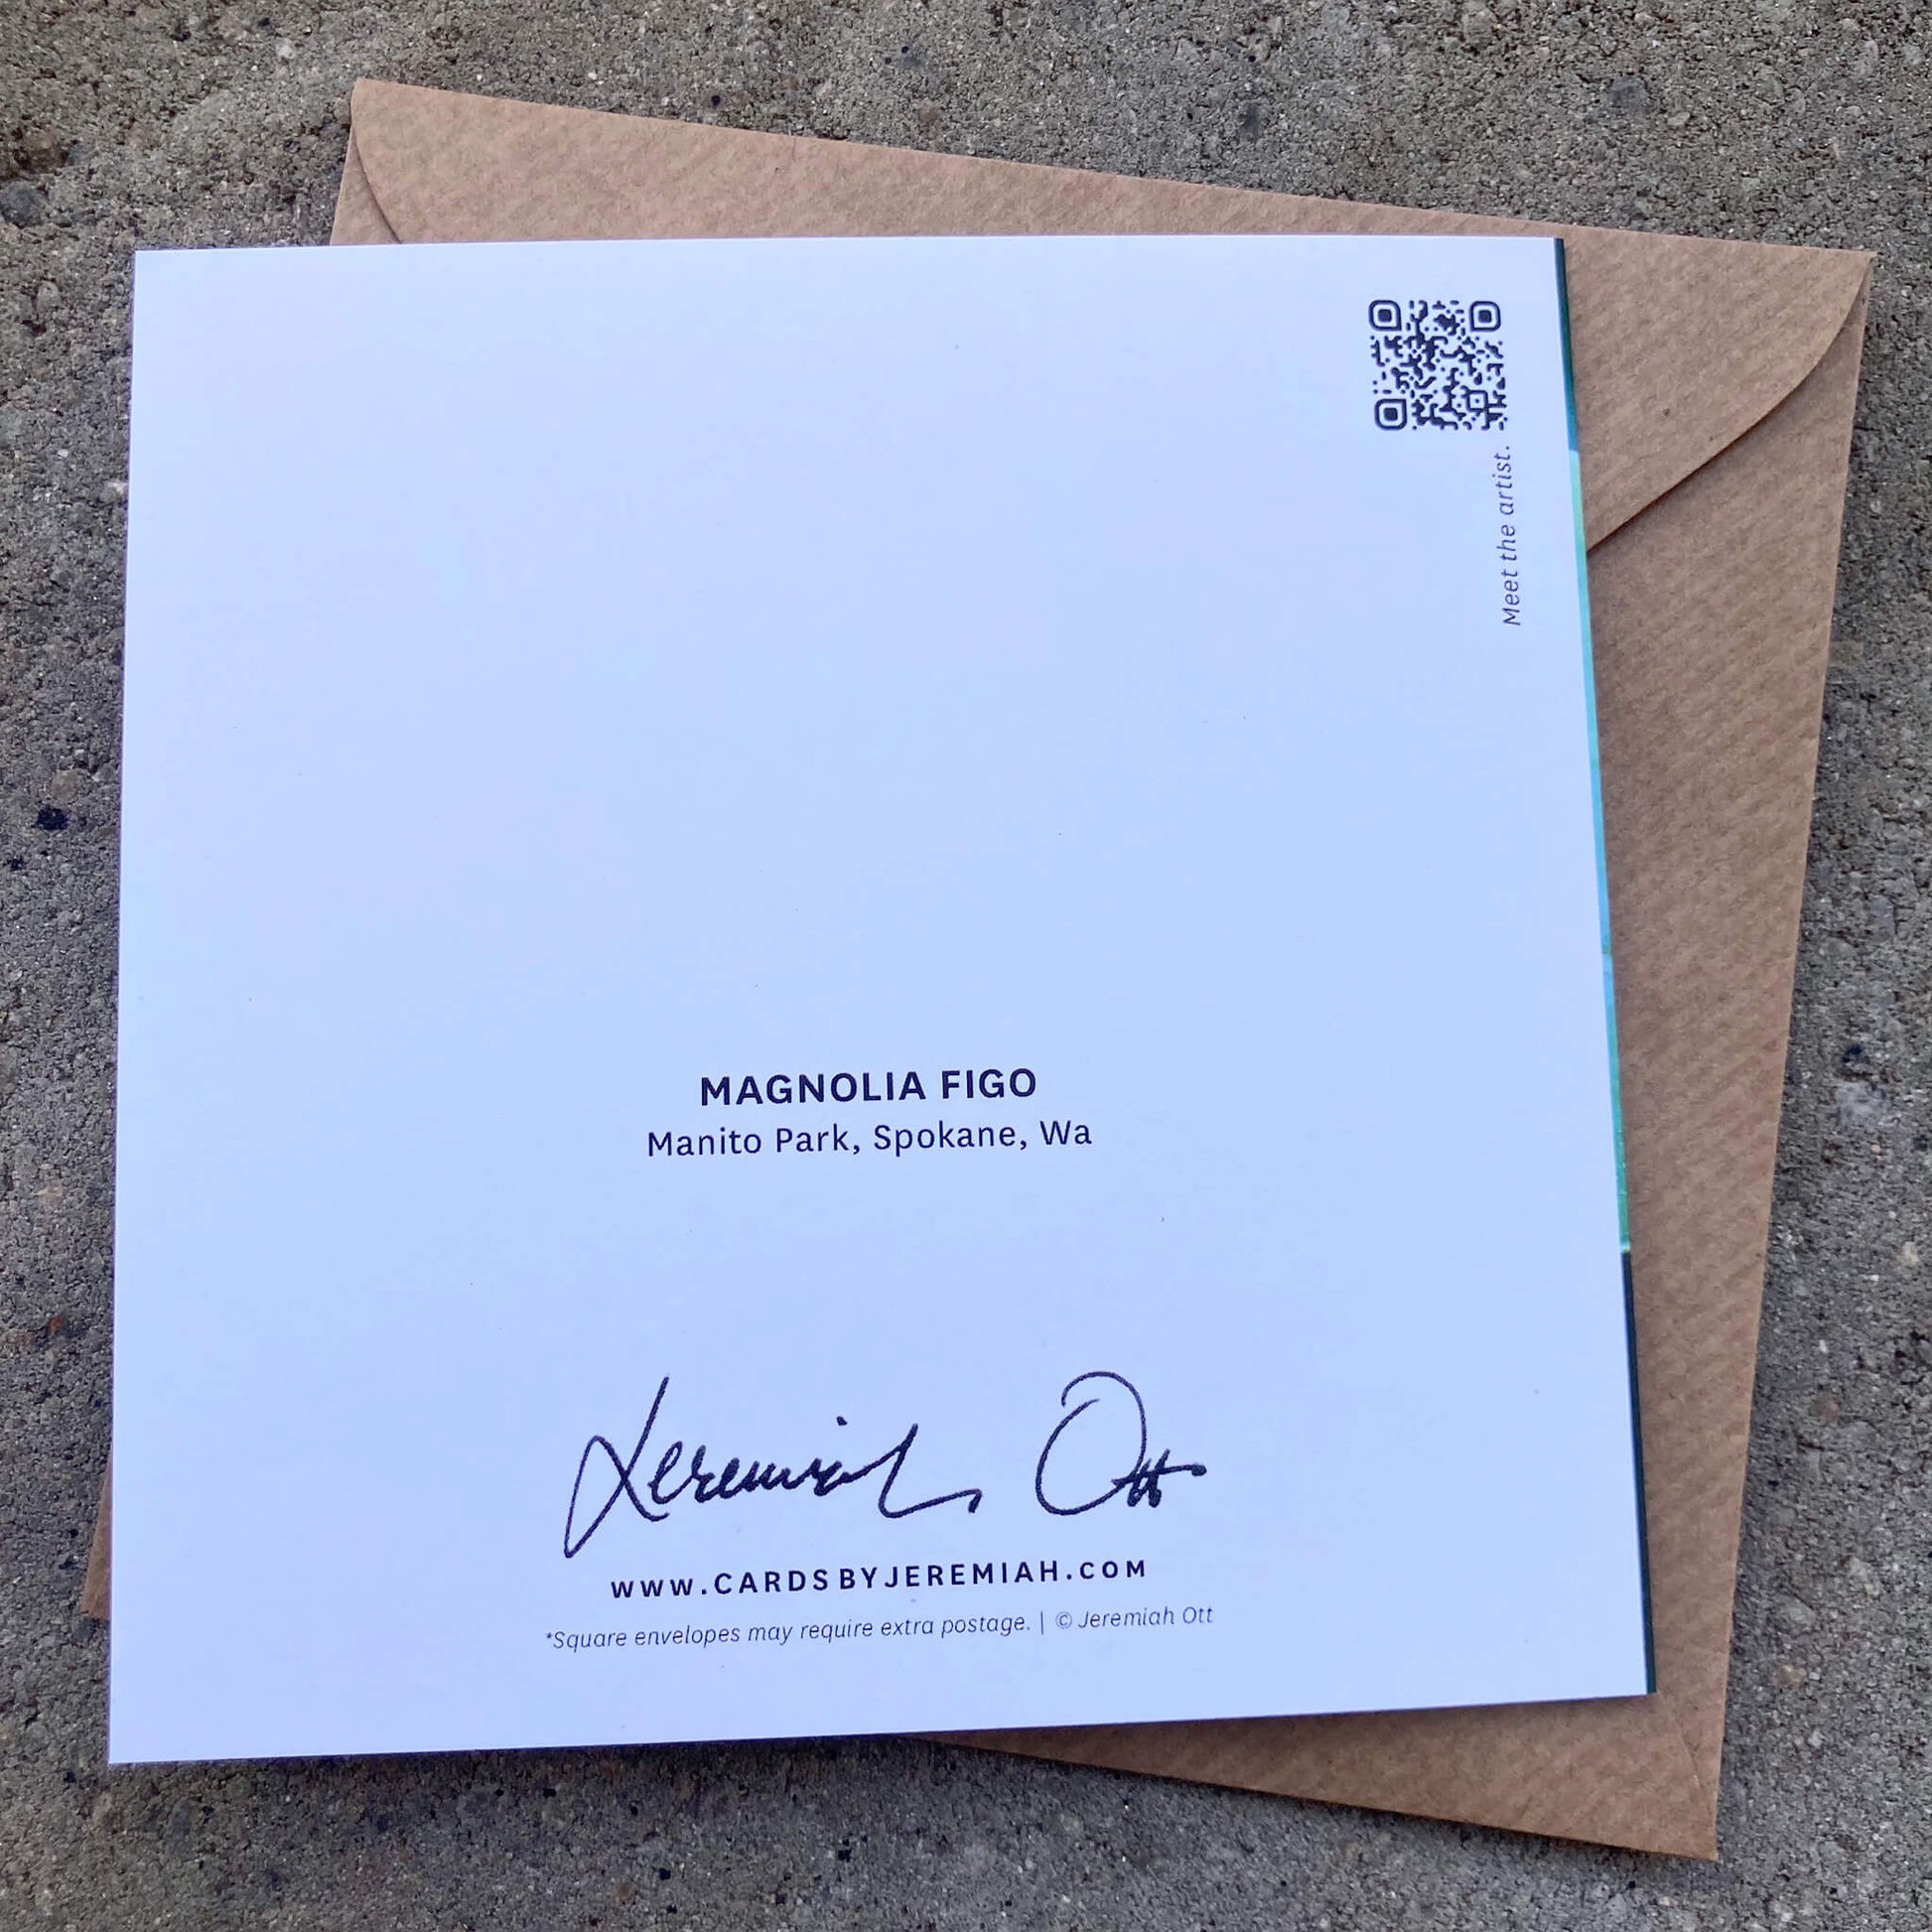 Meet the artist.
MAGNOLIA FIGO
Manito Park, Spokane, Wa
Jeremiah Ott
WWW.CARDSBYJEREMIAH.COM
*Square envelopes may require extra postage. | © Jeremiah Ott